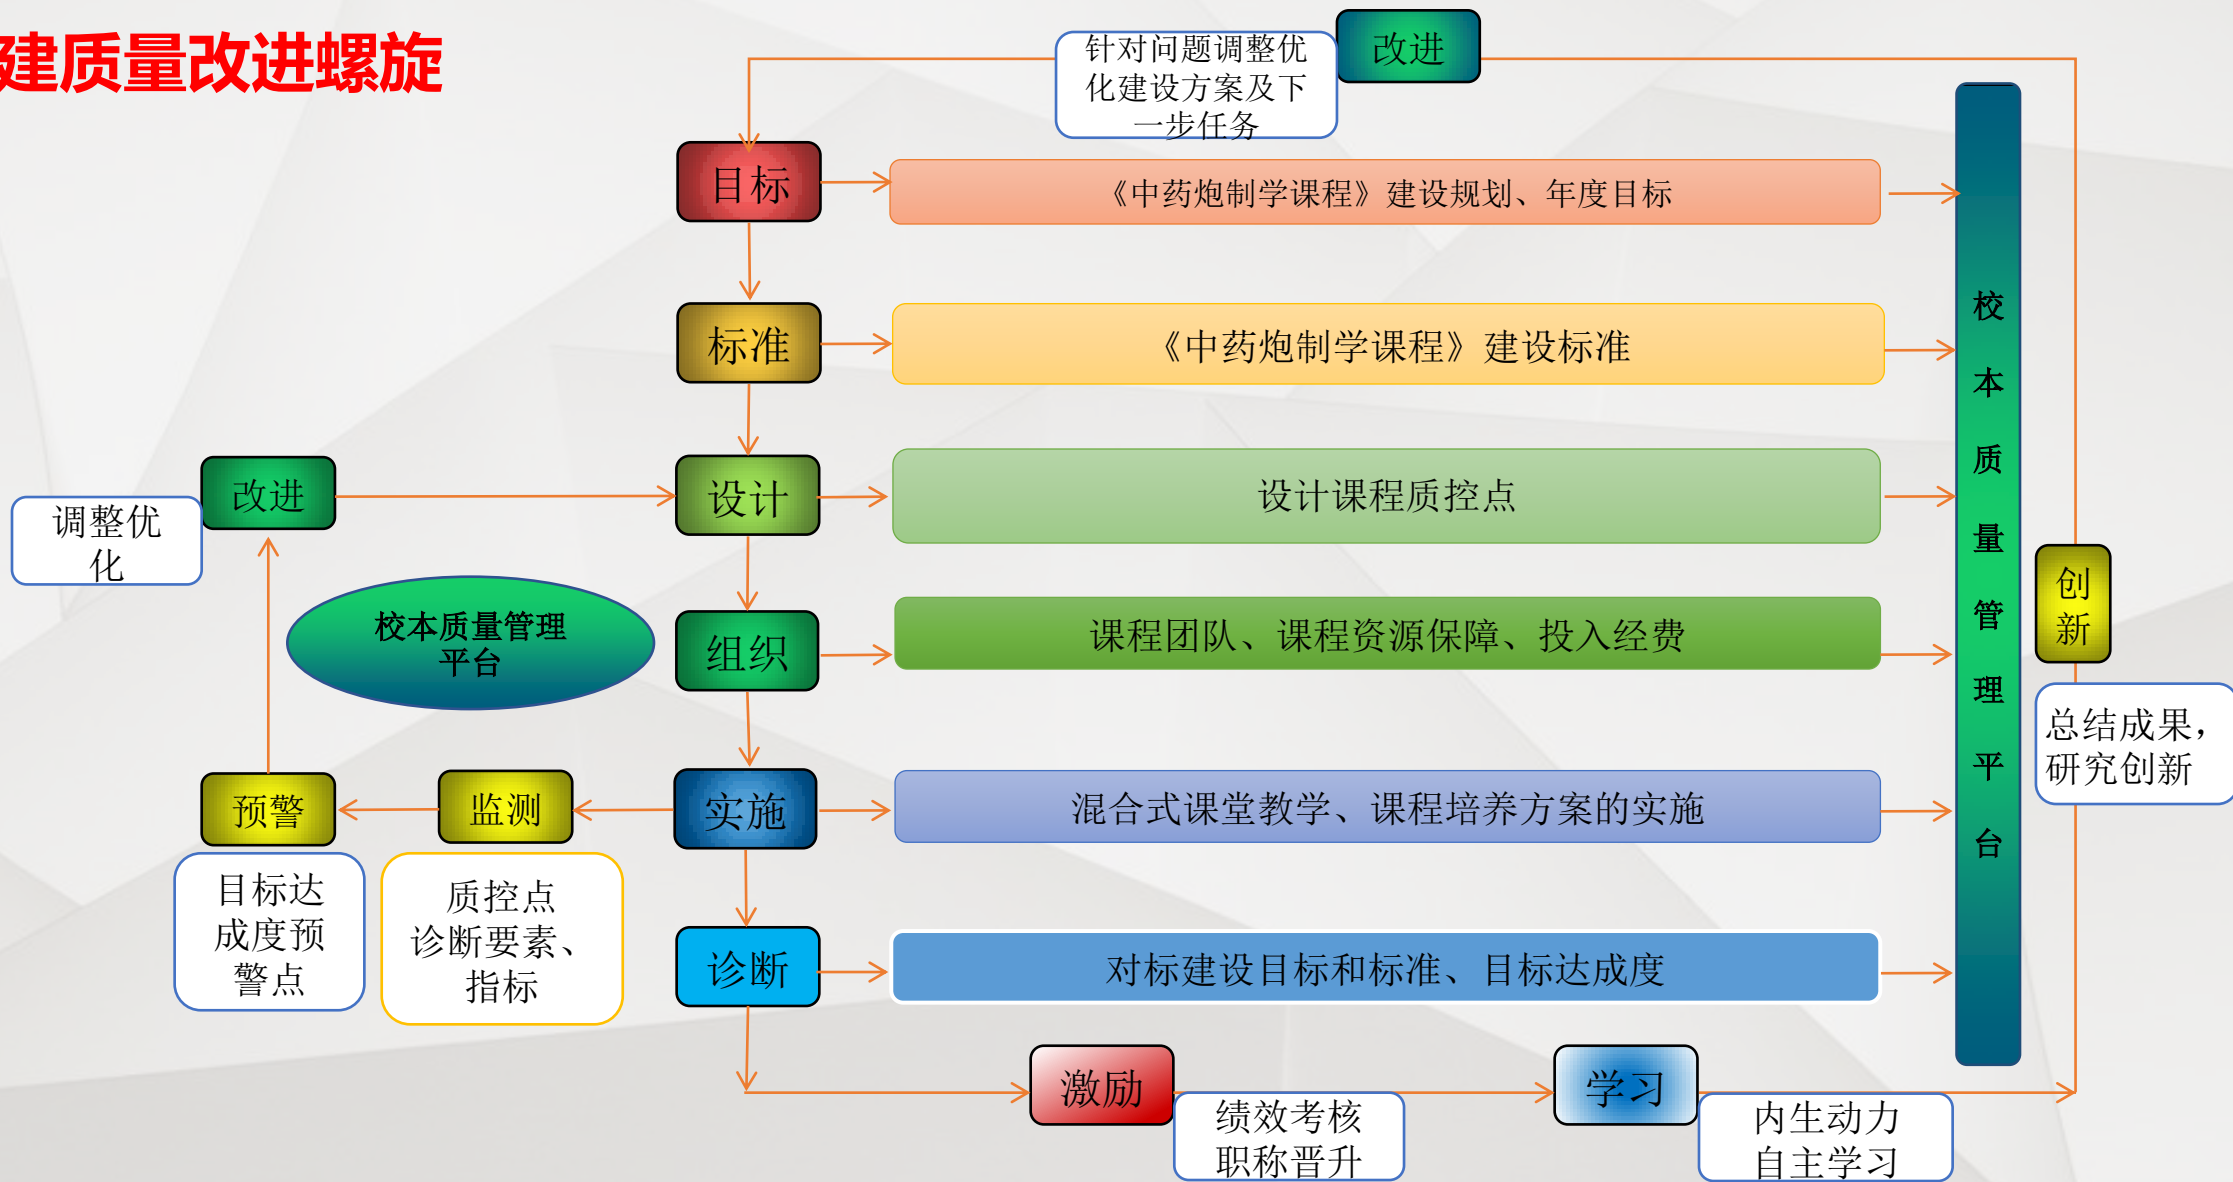 建质量改进螺旋
改进
针对问题调整优
化建设方案及下
一步任务
目标
《中药炮制学课程》建设规划、年度目标
标准
《中药炮制学课程》建设标准
改进
调整优
化
设计
设计课程质控点
校本质量管理
平台
组织
课程团队、课程资源保障、投入经费
预警
监测
实施
混合式课堂教学、课程培养方案的实施
目标达
成度预
警点
质控点
诊断要素、
指标
诊断
对标建设目标和标准、目标达成度
校
本
质
量
管
理
平
台
创
新
总结成果，
研究创新
激励
绩效考核
职称晋升
学习
内生动力
自主学习